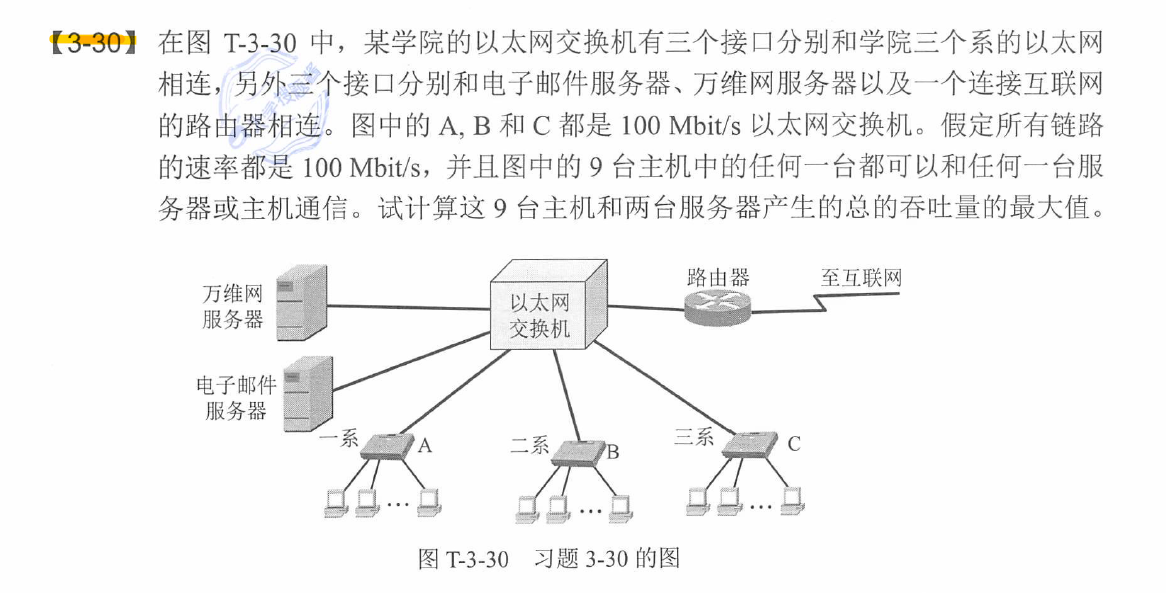 【3-30】 在图 T-3-30 中，某学院的以太网交换机有三个接口分别和学院三个系的以太网
相连，另外三个接口分别和电子邮件服务器、万维网服务器以及一个连接互联网
的路由器相连。图中的 A, B 和 C 都是 100 Mbit/s 以太网交换机。假定所有链路
的速率都是 100 Mbit/s，并且图中的 9 台主机中的任何一台都可以和任何一台服
务器或主机通信。试计算这 9 台主机和两台服务器产生的总的吞吐量的最大值。
万维网
服务器
以太网
交换机
路由器
至互联网
电子邮件
服务器
一系
A
二系
B
三系
C
...
...
...
图 T-3-30 习题 3-30 的图